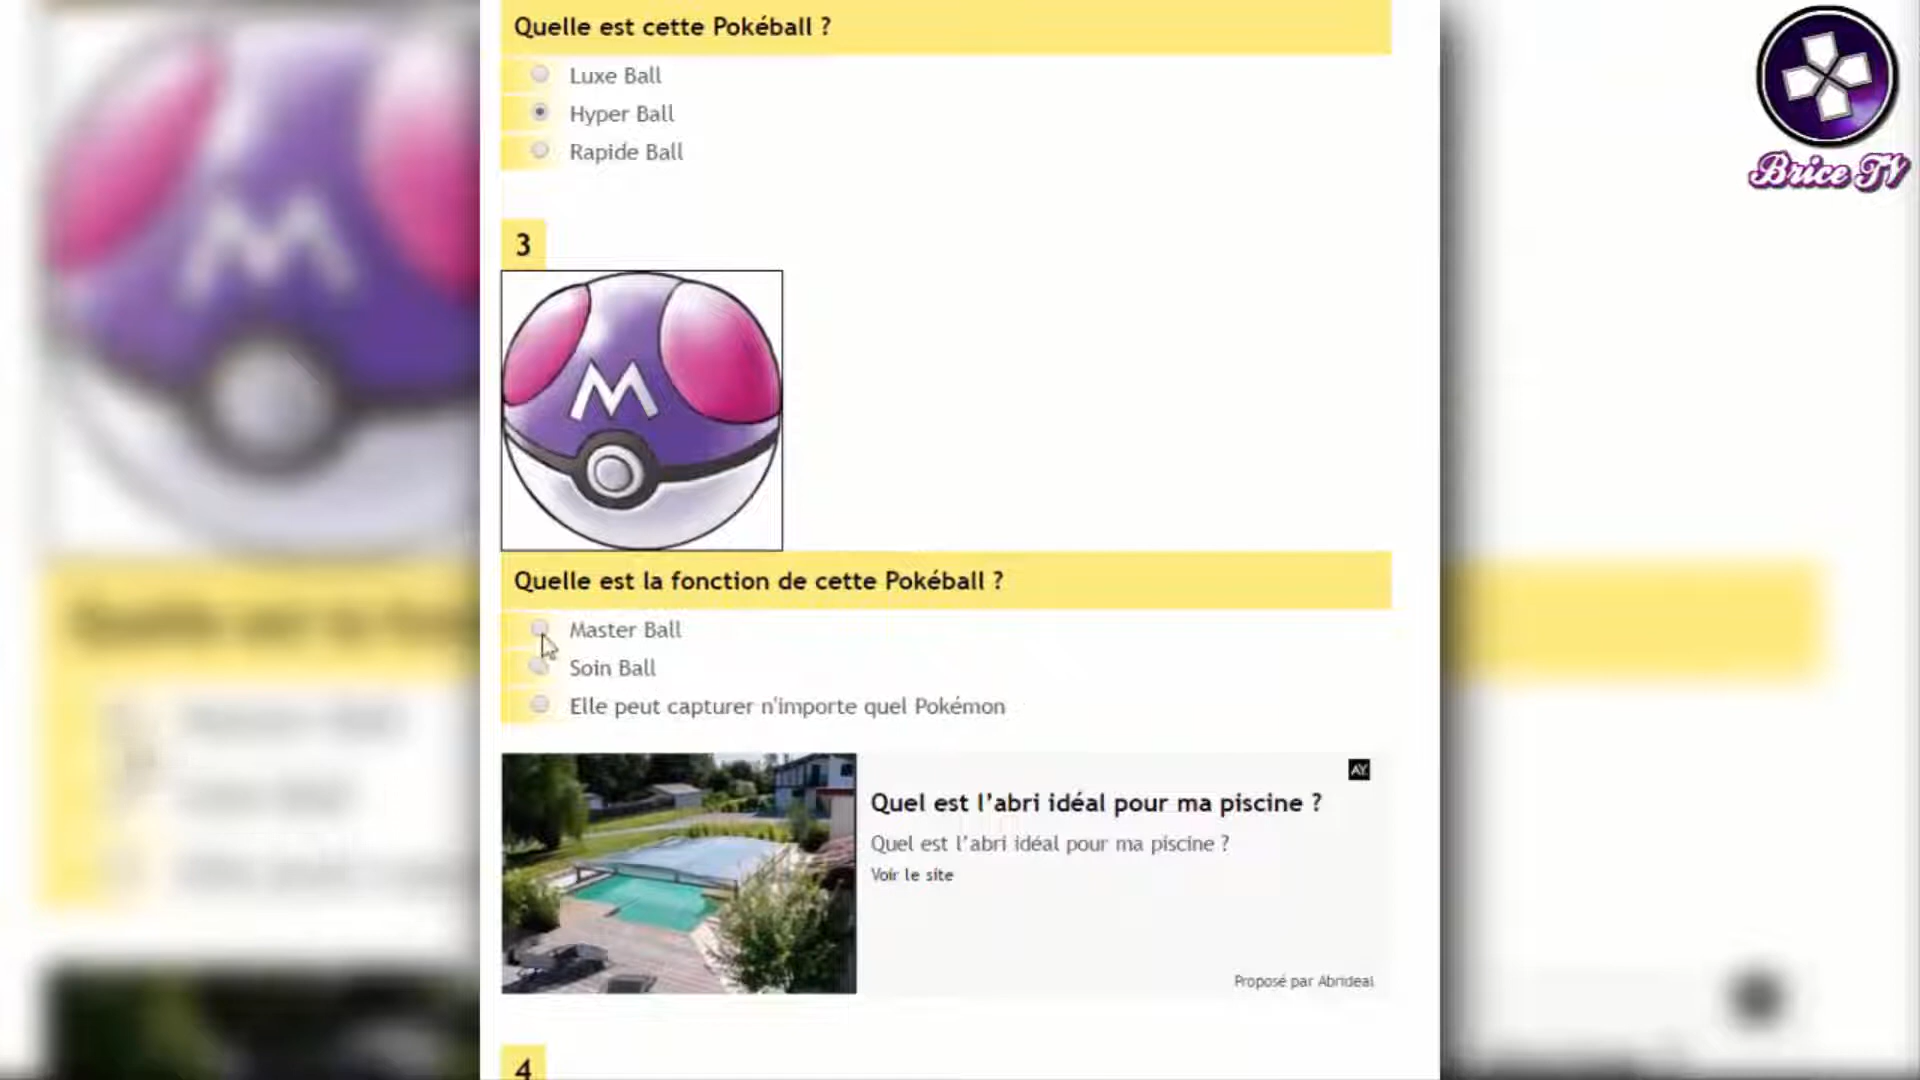 Quelle est cette Pokéball ?
Luxe Ball
Hyper Ball
Rapide Ball
Brice TY
3
M
M
Quelle est la fonction de cette Pokéball ?
Master Ball
Soin Ball
Elle peut capturer n'importe quel Pokémon
AY
Quel est l'abri idéal pour ma piscine ?
Quel est l'abri idéal pour ma piscine ?
Voir le site
Proposé par Abrideal
4